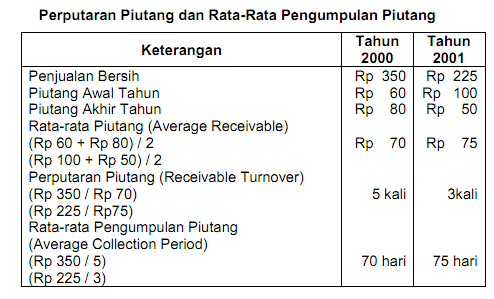 Perputaran Piutang dan Rata-Rata Pengumpulan Piutang
Keterangan Tahun 2000 Tahun 2001
Penjualan Bersih Rp 350 Rp 225
Piutang Awal Tahun Rp 60 Rp 100
Piutang Akhir Tahun Rp 80 Rp 50
Rata-rata Piutang (Average Receivable)
(Rp 60 + Rp 80) / 2 Rp 70 Rp 75
(Rp 100 + Rp 50) / 2
Perputaran Piutang (Receivable Turnover)
(Rp 350 / Rp 70) 5 kali 3kali
(Rp 225 / Rp75)
Rata-rata Pengumpulan Piutang
(Average Collection Period)
(Rp 350 / 5) 70 hari 75 hari
(Rp 225 / 3)